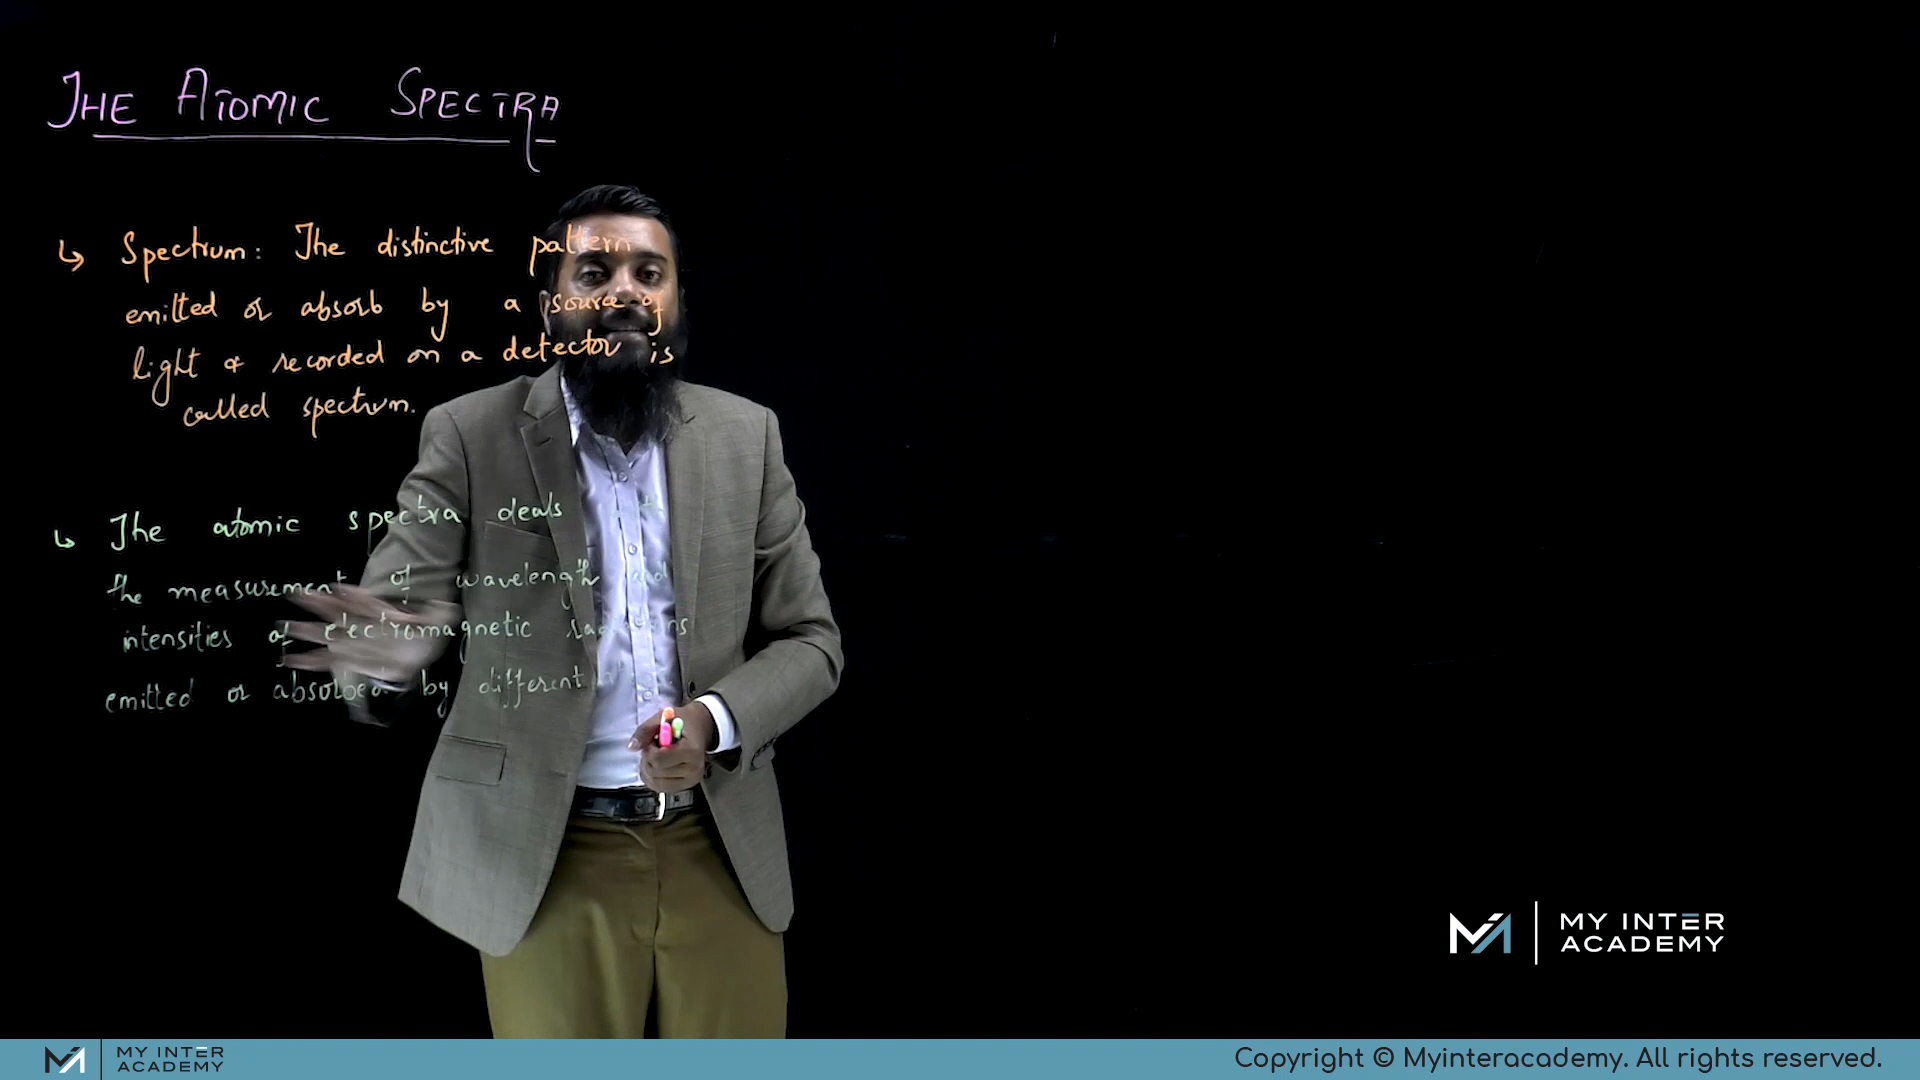 THE ATOMIC SPECTRA
↳ Spectrum: The distinctive pattern
emitted or absorb by a source of
light & recorded on a detector is
called spectrum.
↳ The atomic spectra deals
the measurement of wavelength and
intensities of electromagnetic radiations
emitted or absorbed by different
MY INTER
ACADEMY
MY INTER
ACADEMY
Copyright © Myinteracademy. All rights reserved.